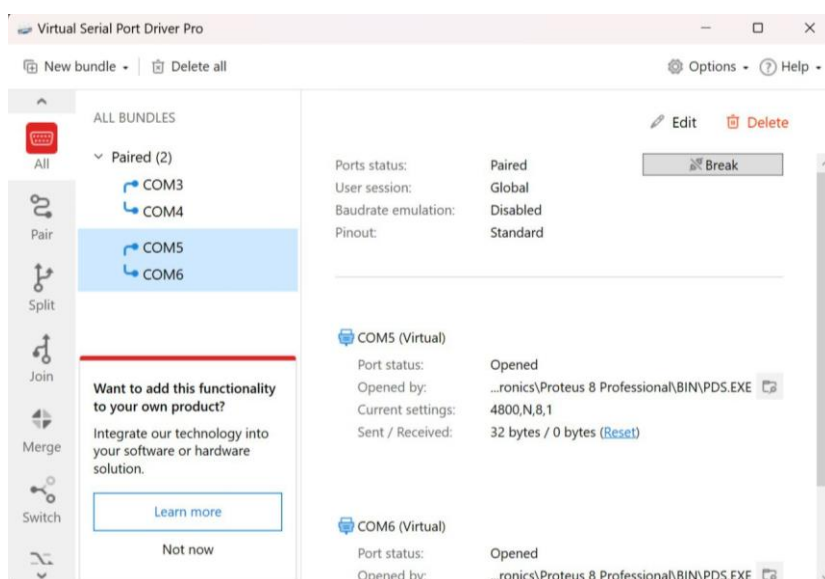 Virtual Serial Port Driver Pro
New bundle
Delete all
Options
Help
All
Pair
Split
Join
Merge
Switch
ALL BUNDLES
Paired (2)
COM3
COM4
COM5
COM6
Want to add this functionality
to your own product?
Integrate our technology into
your software or hardware
solution.
Learn more
Not now
Edit
Delete
Ports status: Paired
Break
User session: Global
Baudrate emulation: Disabled
Pinout: Standard
COM5 (Virtual)
Port status: Opened
Opened by: ...ronics\Proteus 8 Professional\BIN\PDS.EXE
Current settings: 4800,N,8,1
Sent / Received: 32 bytes / 0 bytes (Reset)
COM6 (Virtual)
Port status: Opened
Opened by: ...ronics\Proteus 8 Professional\BIN\PDS.EXE